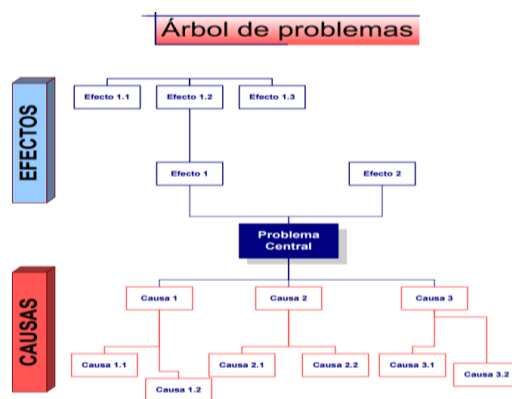 Árbol de problemas
EFECTOS
Efecto 1.1
Efecto 1.2
Efecto 1.3
Efecto 1
Efecto 2
Problema
Central
CAUSAS
Causa 1
Causa 2
Causa 3
Causa 1.1
Causa 1.2
Causa 2.1
Causa 2.2
Causa 3.1
Causa 3.2